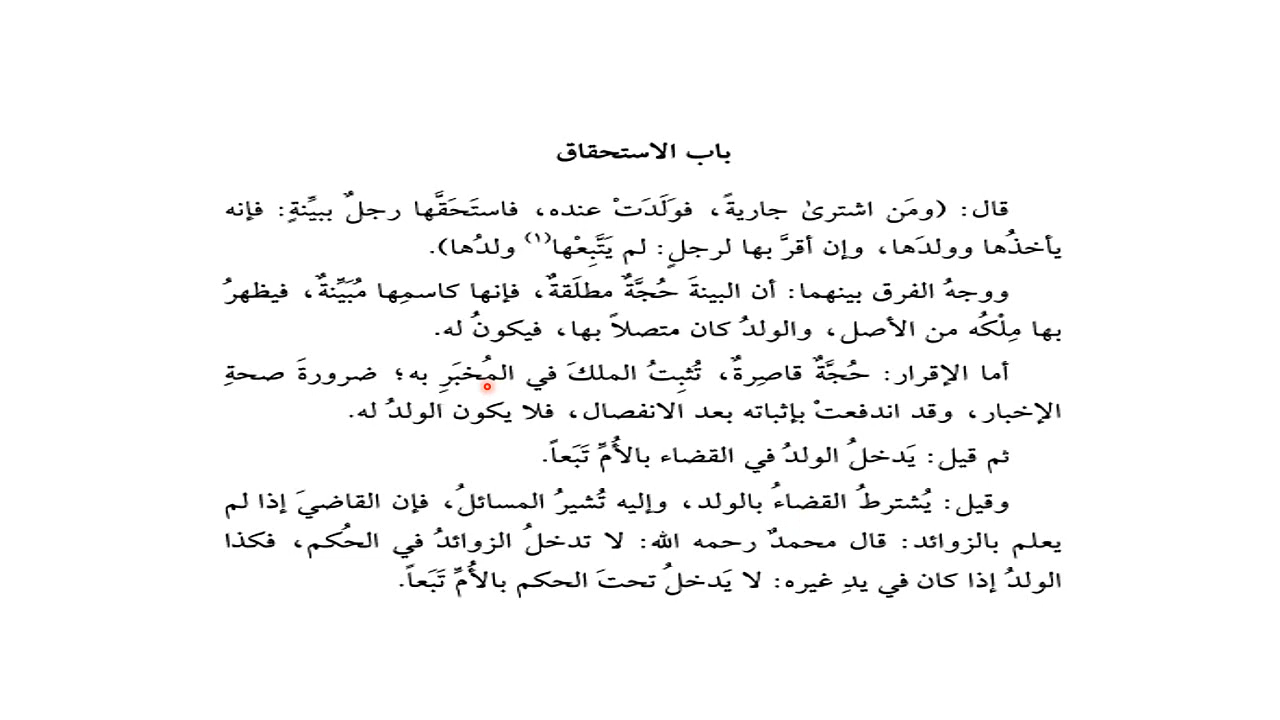 باب الاستحقاق
قال: (ومَن اشترىٰ جاريةً، فوَلَدَتْ عنده، فاستَحَقَّها رجلٌ ببيِّنةٍ: فإنه
يأخذُها وولدَها، وإن أقرَّ بها لرجلٍ: لم يَتَّبِعْها(١) ولدُها).
ووجهُ الفرق بينهما: أن البينةَ حُجَّةٌ مطلَقةٌ، فإنها كاسمِها مُبَيِّنةٌ، فيظهرُ
بها مِلْكُه من الأصل، والولدُ كان متصلاً بها، فيكونُ له.
أما الإقرار: حُجَّةٌ قاصِرةٌ، تُثبِتُ الملكَ في المُخبَرِ به؛ ضرورةَ صحةِ
الإخبار، وقد اندفعتْ بإثباته بعد الانفصال، فلا يكون الولدُ له.
ثم قيل: يَدخلُ الولدُ في القضاء بالأُمِّ تَبَعاً.
وقيل: يُشترطُ القضاءُ بالولد، وإليه تُشيرُ المسائلُ، فإن القاضيَ إذا لم
يعلم بالزوائد: قال محمدٌ رحمه الله: لا تدخلُ الزوائدُ في الحُكم، فكذا
الولدُ إذا كان في يدِ غيره: لا يَدخلُ تحتَ الحكم بالأُمِّ تَبَعاً.